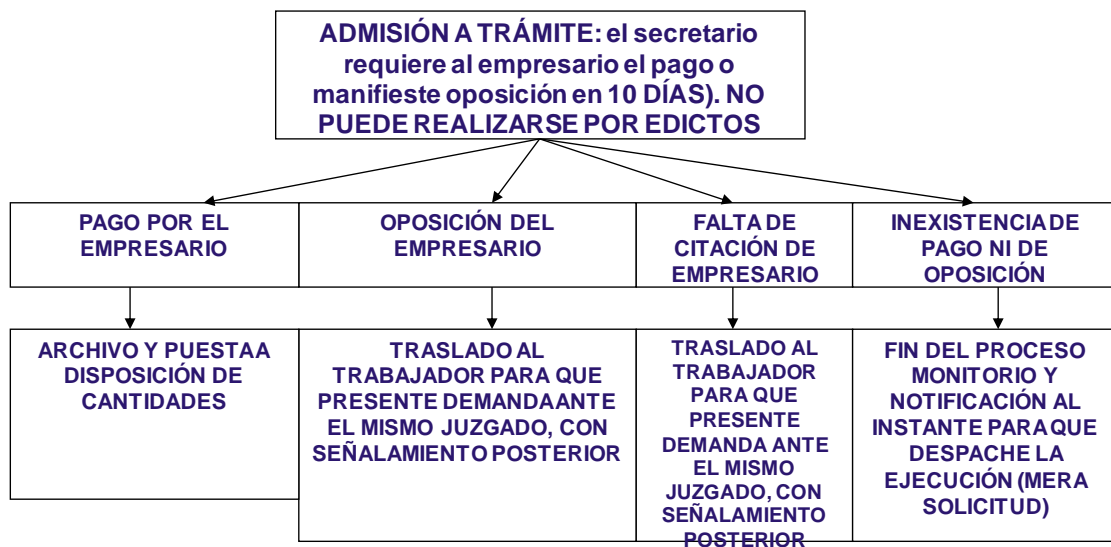 ADMISIÓN A TRÁMITE: el secretario
requiere al empresario el pago o
manifieste oposición en 10 DÍAS). NO
PUEDE REALIZARSE POR EDICTOS
PAGO POR EL
EMPRESARIO
OPOSICIÓN DEL
EMPRESARIO
FALTA DE
CITACIÓN DE
EMPRESARIO
INEXISTENCIA DE
PAGO NI DE
OPOSICIÓN
ARCHIVO Y PUESTA A
DISPOSICIÓN DE
CANTIDADES
TRASLADO AL
TRABAJADOR PARA QUE
PRESENTE DEMANDA ANTE
EL MISMO JUZGADO, CON
SEÑALAMIENTO POSTERIOR
TRASLADO AL
TRABAJADOR
PARA QUE
PRESENTE
DEMANDA ANTE
EL MISMO
JUZGADO, CON
SEÑALAMIENTO
POSTERIOR
FIN DEL PROCESO
MONITORIO Y
NOTIFICACIÓN AL
INSTANTE PARA QUE
DESPACHE LA
EJECUCIÓN (MERA
SOLICITUD)